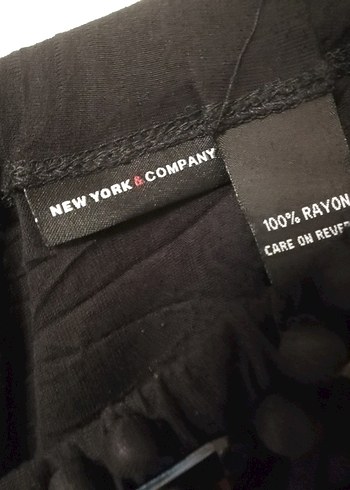 NEW YORK & COMPANY
100% RAYON
CARE ON REVER